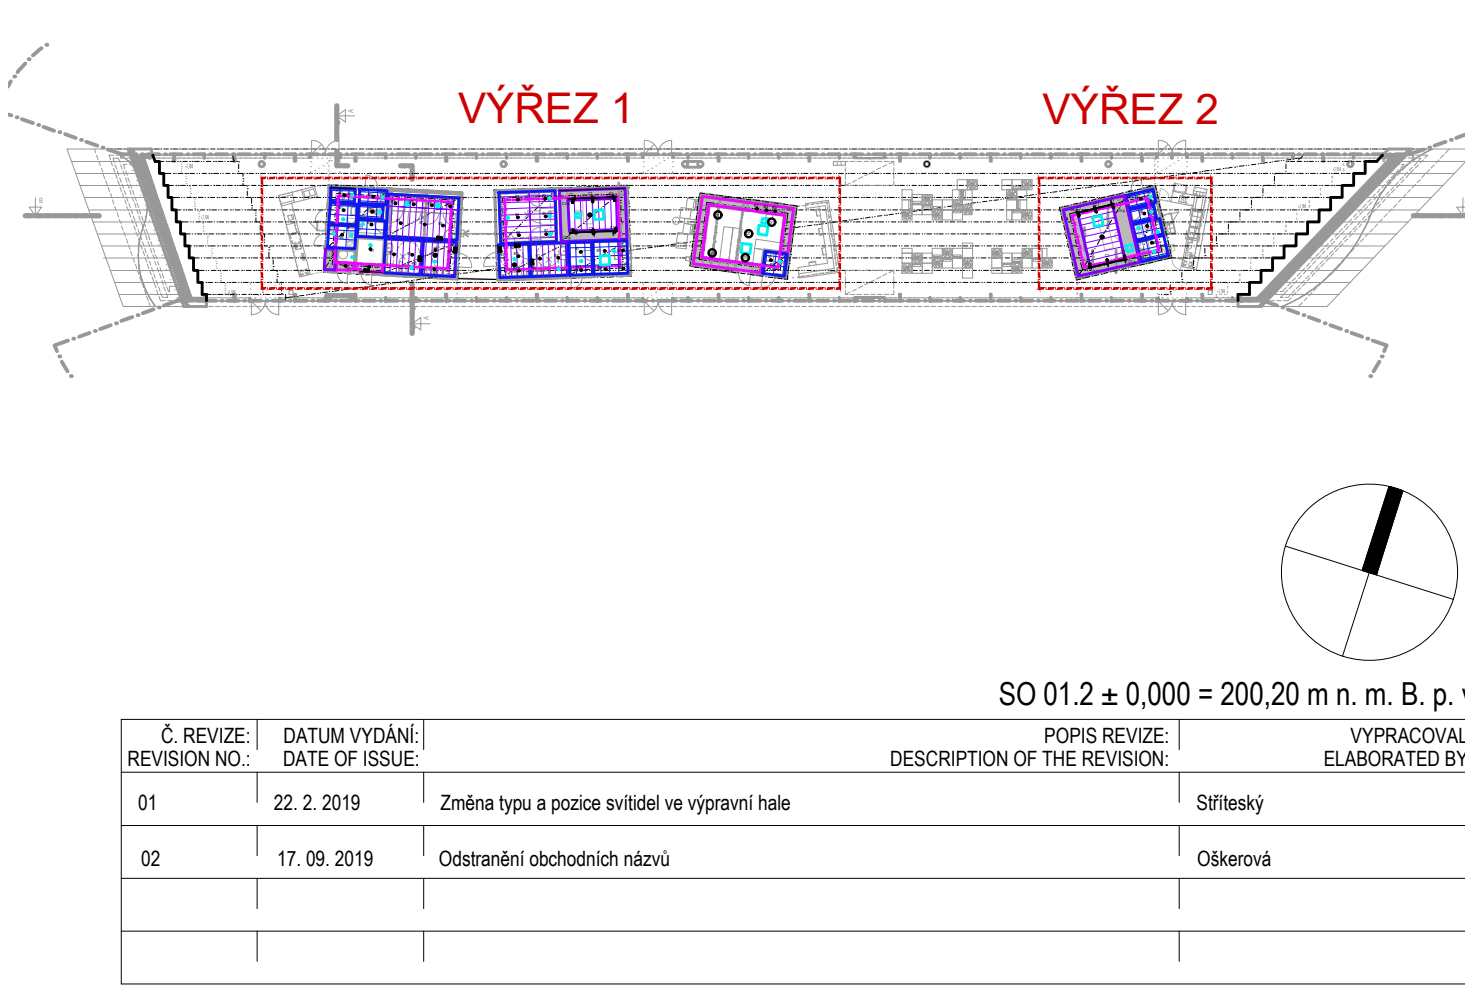 VÝŘEZ 1
VÝŘEZ 2
A
B
A
SO 01.2 ± 0,000 = 200,20 m n. m. B. p. v
Č. REVIZE:
REVISION NO.:
DATUM VYDÁNÍ:
DATE OF ISSUE:
POPIS REVIZE:
DESCRIPTION OF THE REVISION:
VYPRACOVAL
ELABORATED BY
01
22. 2. 2019
Změna typu a pozice svítidel ve výpravní hale
Stříteský
02
17. 09. 2019
Odstranění obchodních názvů
Oškerová